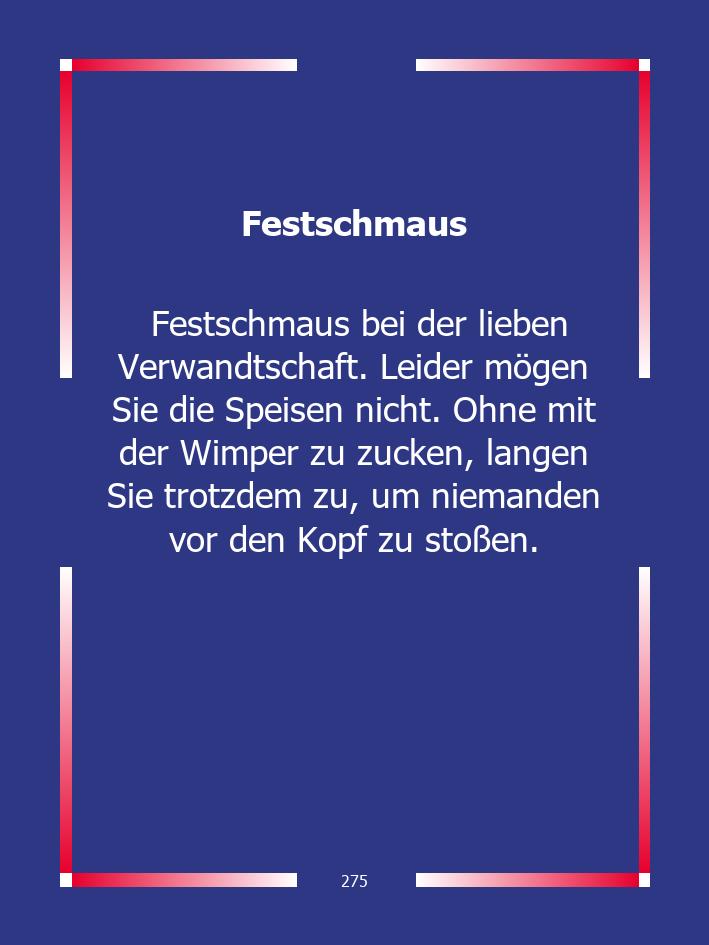 Festschmaus
Festschmaus bei der lieben
Verwandtschaft. Leider mögen
Sie die Speisen nicht. Ohne mit
der Wimper zu zucken, langen
Sie trotzdem zu, um niemanden
vor den Kopf zu stoßen.
275